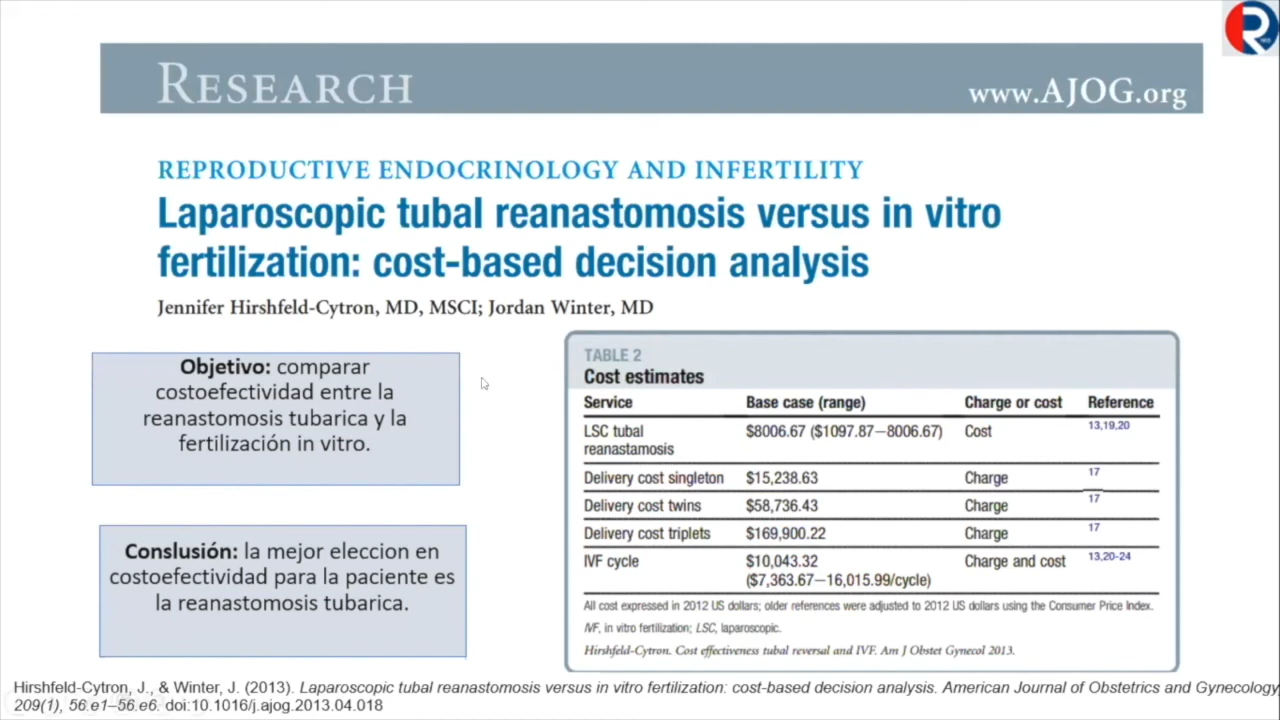 RESEARCH
www.AJOG.org
REPRODUCTIVE ENDOCRINOLOGY AND INFERTILITY
Laparoscopic tubal reanastomosis versus in vitro
fertilization: cost-based decision analysis
Jennifer Hirshfeld-Cytron, MD, MSCI; Jordan Winter, MD
Objetivo: comparar
costoefectividad entre la
reanastomosis tubarica y la
fertilización in vitro.
Conslusión: la mejor eleccion en
costoefectividad para la paciente es
la reanastomosis tubarica.
TABLE 2
Cost estimates
Service Base case (range) Charge or cost Reference
LSC tubal $8006.67 ($1097.87—8006.67) Cost 13,19,20
reanastamosis
Delivery cost singleton $15,238.63 Charge 17
Delivery cost twins $58,736.43 Charge 17
Delivery cost triplets $169,900.22 Charge 17
IVF cycle $10,043.32 Charge and cost 13,20-24
($7,363.67—16,015.99/cycle)
All cost expressed in 2012 US dollars; older references were adjusted to 2012 US dollars using the Consumer Price Index.
IVF, in vitro fertilization; LSC, laparoscopic.
Hirshfeld-Cytron. Cost effectiveness tubal reversal and IVF. Am J Obstet Gynecol 2013.
Hirshfeld-Cytron, J., & Winter, J. (2013). Laparoscopic tubal reanastomosis versus in vitro fertilization: cost-based decision analysis. American Journal of Obstetrics and Gynecology,
209(1), 56.e1–56.e6. doi:10.1016/j.ajog.2013.04.018